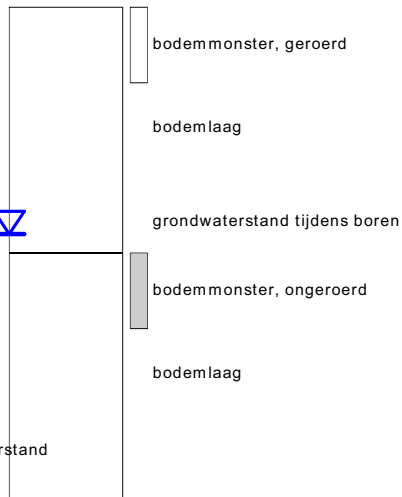 bodemmonster, geroerd
bodemlaag
grondwaterstand tijdens boren
bodemmonster, ongeroerd
bodemlaag
rstand